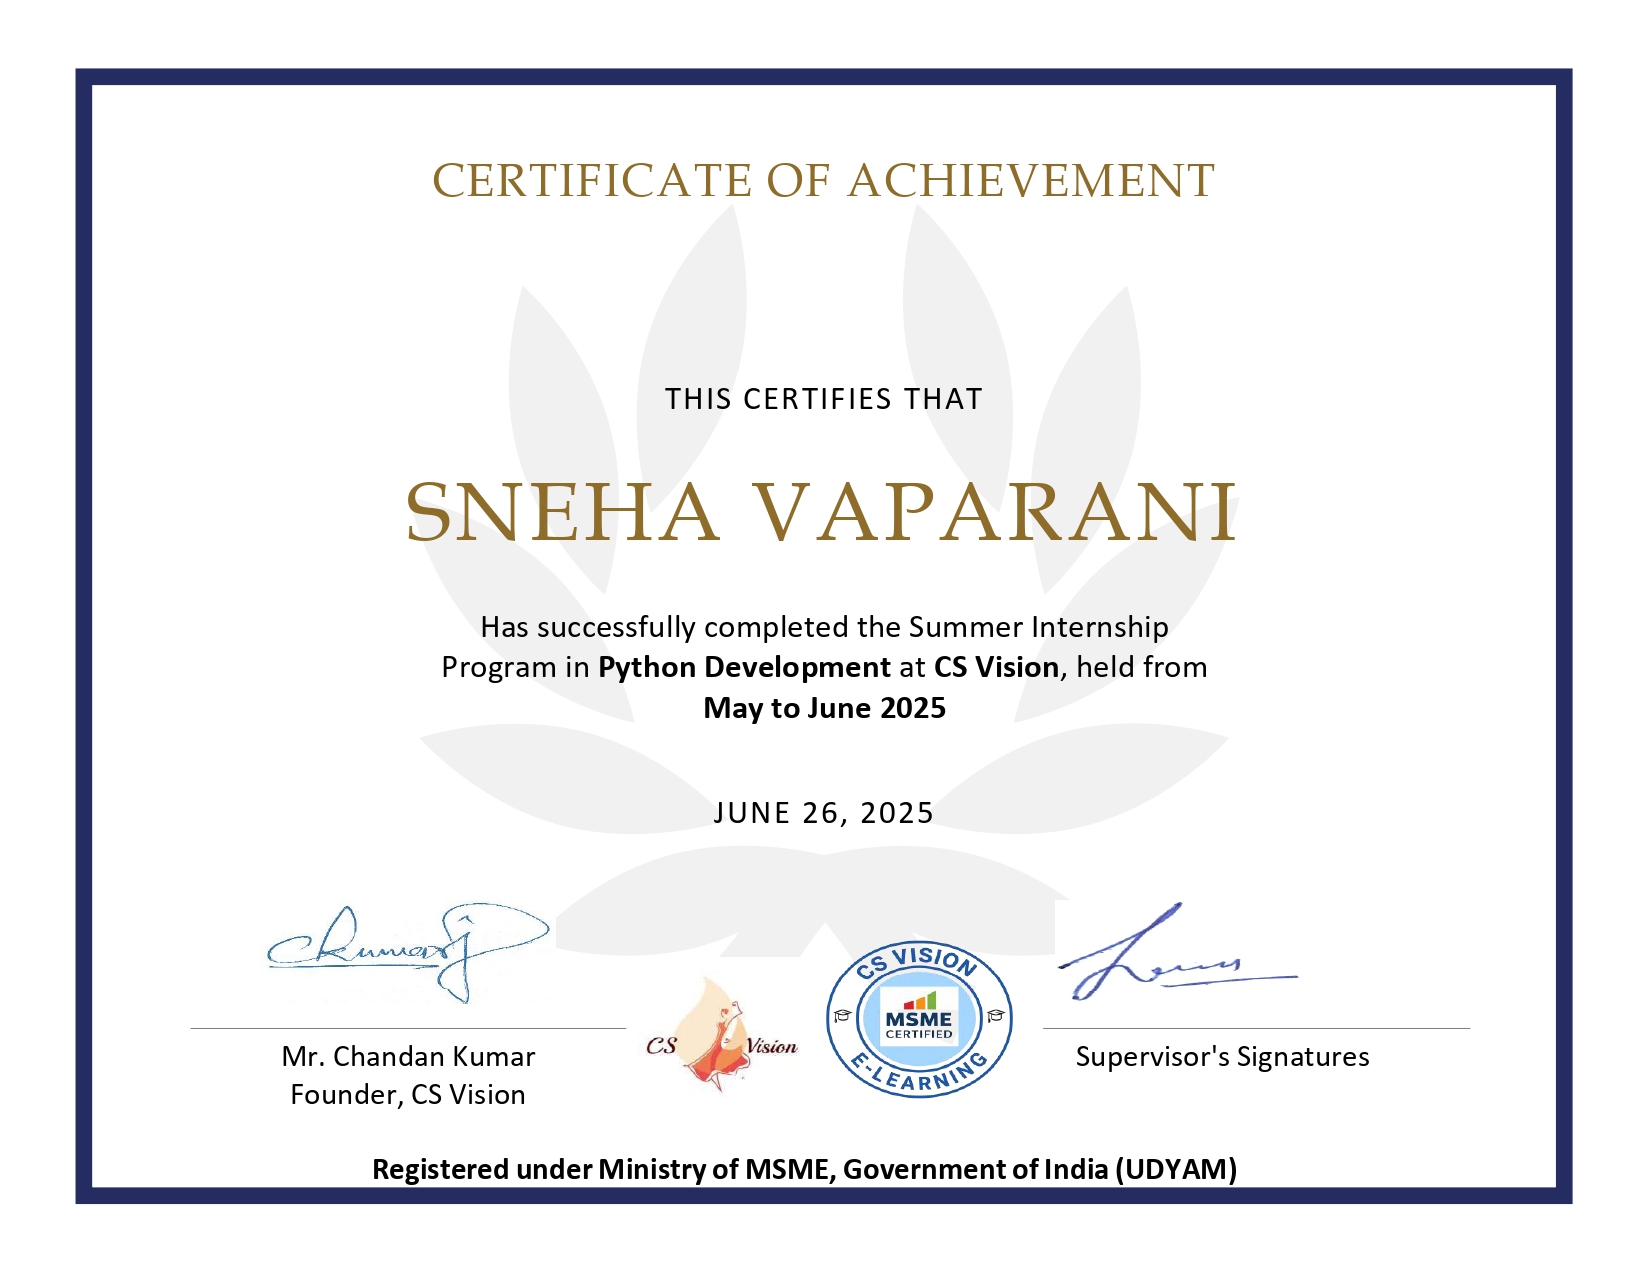 CERTIFICATE OF ACHIEVEMENT
THIS CERTIFIES THAT
SNEHA VAPARANI
Has successfully completed the Summer Internship
Program in Python Development at CS Vision, held from
May to June 2025
JUNE 26, 2025
CKumar
Mr. Chandan Kumar
Founder, CS Vision
CS Vision
CS VISION
MSME
CERTIFIED
E-LEARNING
Supervisor's Signatures
Registered under Ministry of MSME, Government of India (UDYAM)